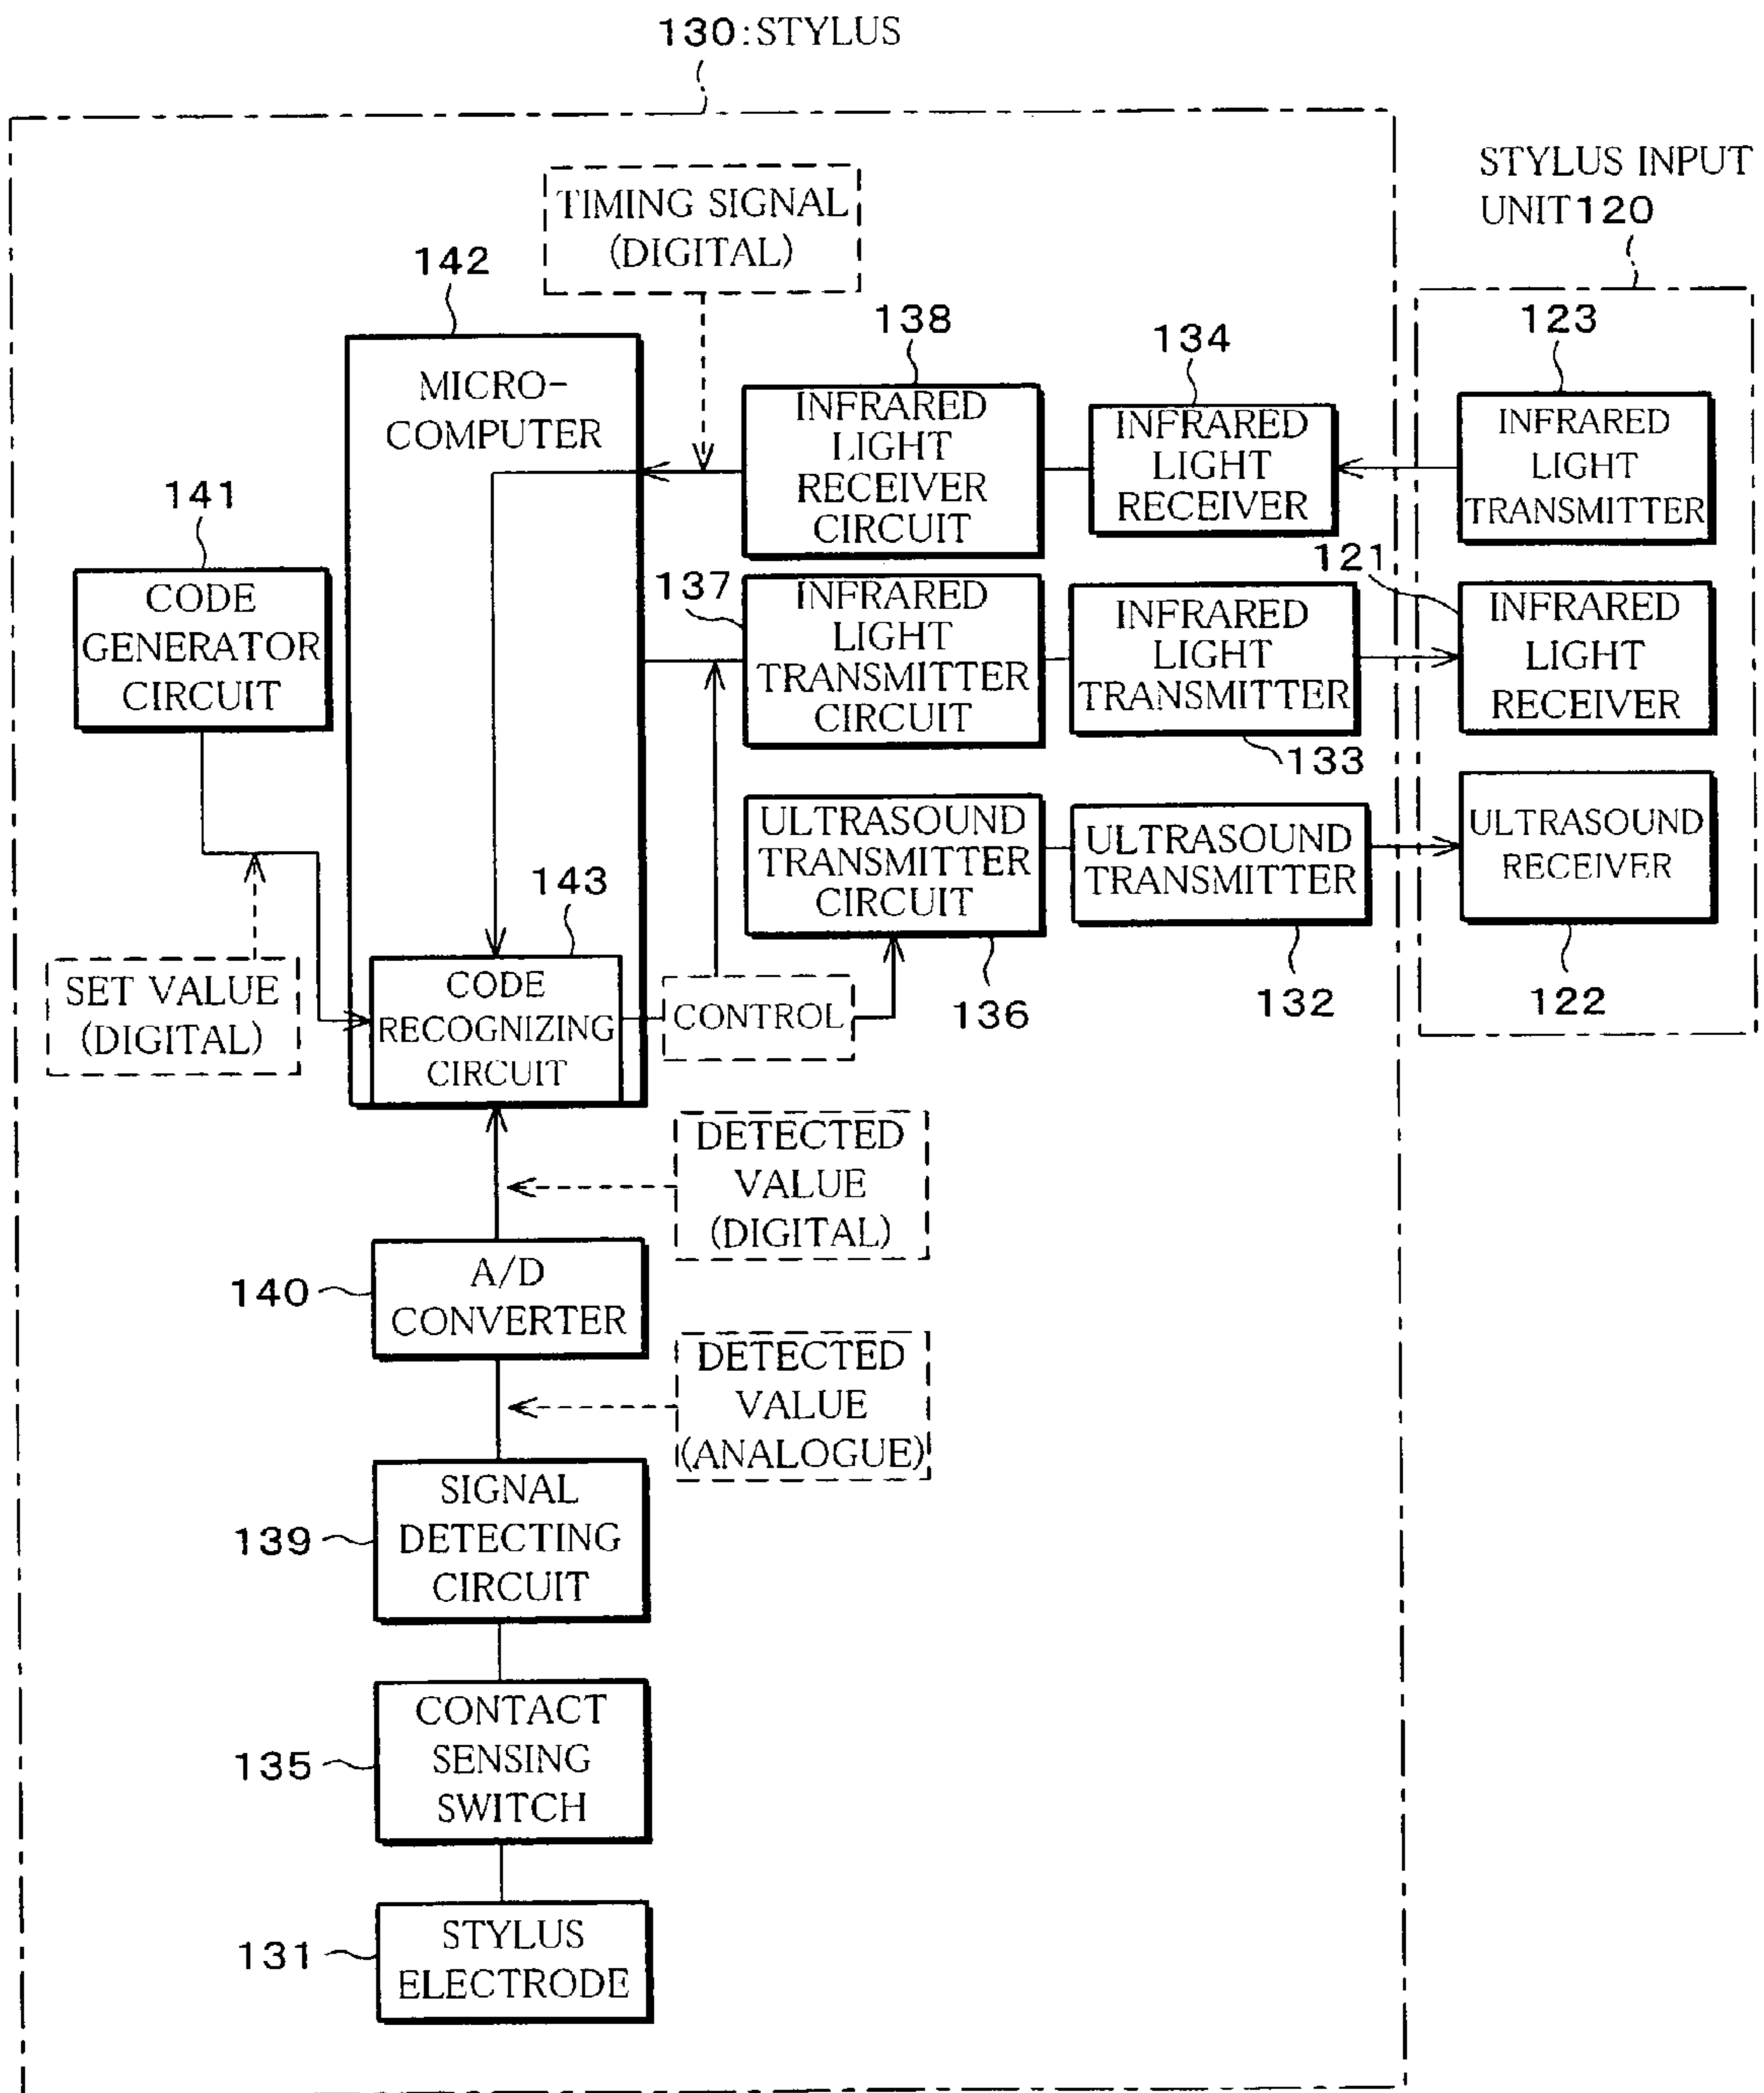 130:STYLUS
STYLUS INPUT
UNIT120
TIMING SIGNAL
(DIGITAL)
142
MICRO-
COMPUTER
138
INFRARED
LIGHT
RECEIVER
CIRCUIT
134
INFRARED
LIGHT
RECEIVER
123
INFRARED
LIGHT
TRANSMITTER
141
CODE
GENERATOR
CIRCUIT
137
INFRARED
LIGHT
TRANSMITTER
CIRCUIT
INFRARED
LIGHT
TRANSMITTER
133
121
INFRARED
LIGHT
RECEIVER
ULTRASOUND
TRANSMITTER
CIRCUIT
136
ULTRASOUND
TRANSMITTER
132
ULTRASOUND
RECEIVER
122
SET VALUE
(DIGITAL)
143
CODE
RECOGNIZING
CIRCUIT
CONTROL
DETECTED
VALUE
(DIGITAL)
140
A/D
CONVERTER
DETECTED
VALUE
(ANALOGUE)
139
SIGNAL
DETECTING
CIRCUIT
135
CONTACT
SENSING
SWITCH
131
STYLUS
ELECTRODE